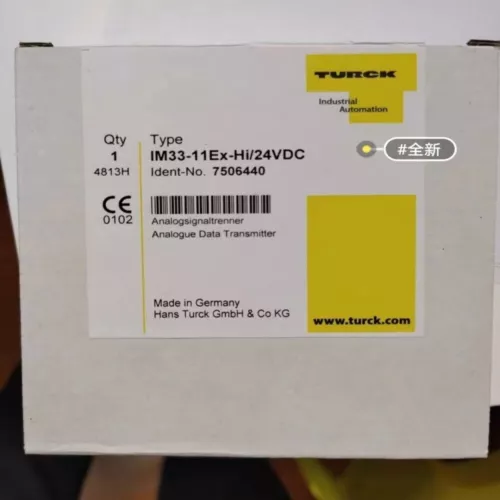 TURCK
Industrial
Automation
Qty Type
1 IM33-11Ex-Hi/24VDC
4813H Ident-No. 7506440
#全新
CE
0102
Analogsignaltrenner
Analogue Data Transmitter
Made in Germany
Hans Turck GmbH & Co KG
www.turck.com